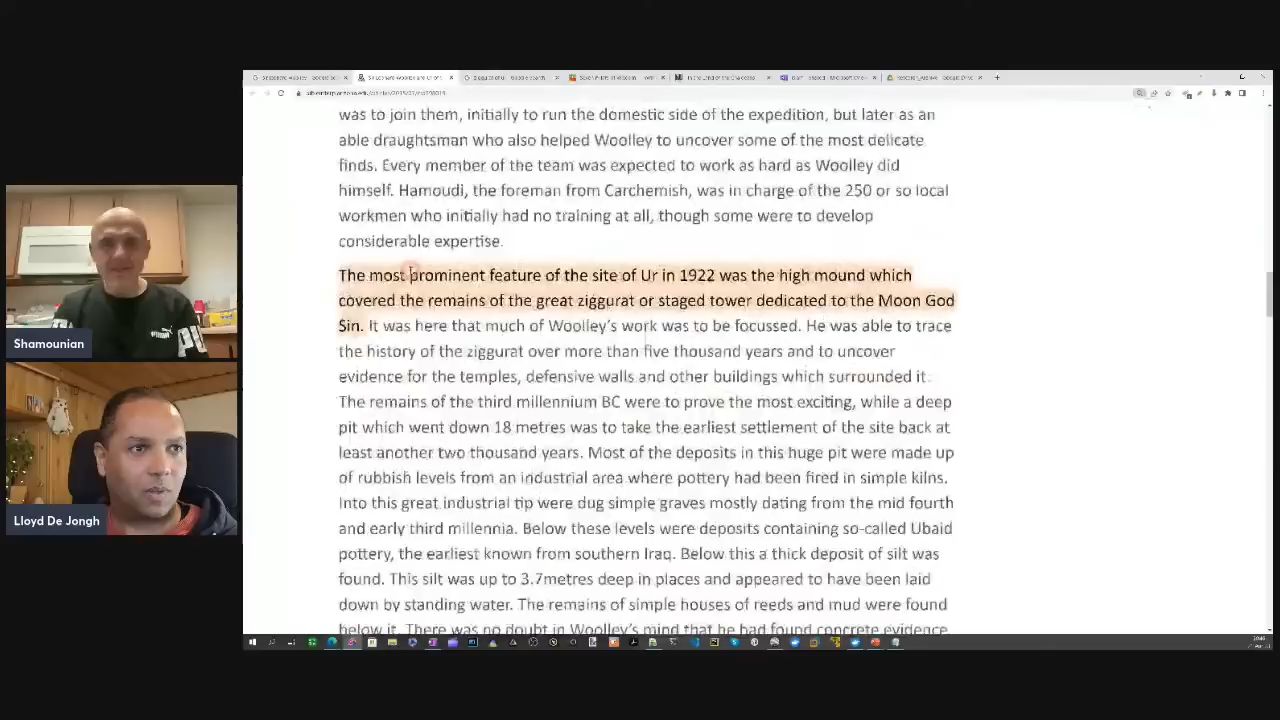 was to join them, initially to run the domestic side of the expedition, but later as an
able draughtsman who also helped Woolley to uncover some of the most delicate
finds. Every member of the team was expected to work as hard as Woolley did
himself. Hamoudi, the foreman from Carchemish, was in charge of the 250 or so local
workmen who initially had no training at all, though some were to develop
considerable expertise.
The most prominent feature of the site of Ur in 1922 was the high mound which
covered the remains of the great ziggurat or staged tower dedicated to the Moon God
Sin. It was here that much of Woolley's work was to be focussed. He was able to trace
the history of the ziggurat over more than five thousand years and to uncover
evidence for the temples, defensive walls and other buildings which surrounded it.
The remains of the third millennium BC were to prove the most exciting, while a deep
pit which went down 18 metres was to take the earliest settlement of the site back at
least another two thousand years. Most of the deposits in this huge pit were made up
of rubbish levels from an industrial area where pottery had been fired in simple kilns.
Into this great industrial tip were dug simple graves mostly dating from the mid fourth
and early third millennia. Below these levels were deposits containing so-called Ubaid
pottery, the earliest known from southern Iraq. Below this a thick deposit of silt was
found. This silt was up to 3.7metres deep in places and appeared to have been laid
down by standing water. The remains of simple houses of reeds and mud were found
below it. There was no doubt in Woolley's mind that he had found concrete evidence
Shamounian
Lloyd De Jongh